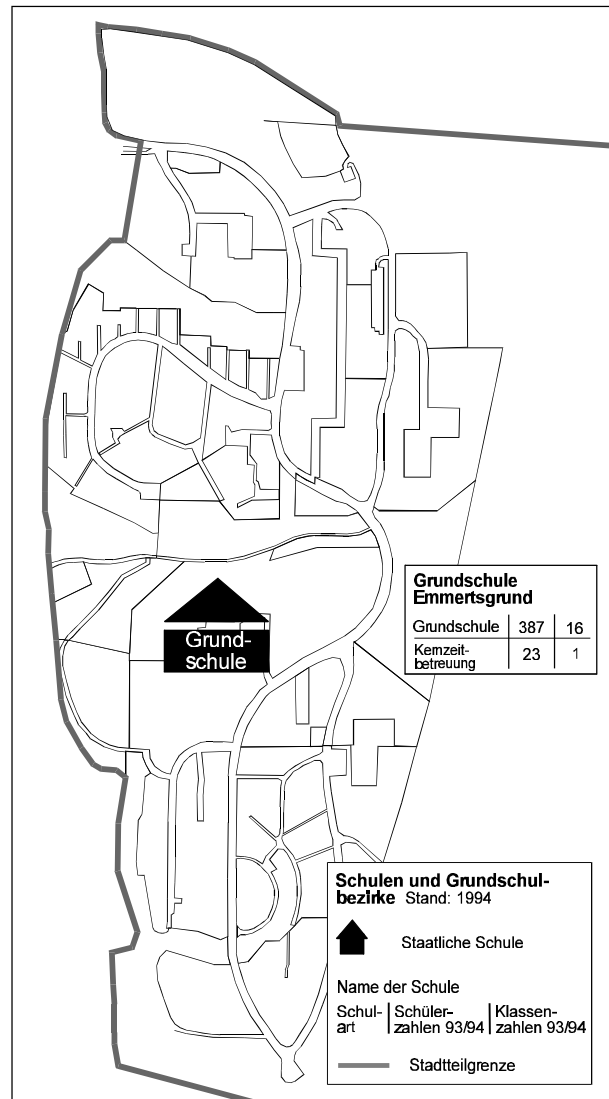 Grund-
schule
Grundschule
Emmertsgrund
Grundschule 387 16
Kernzeit-
betreuung 23 1
Schulen und Grundschul-
bezirke Stand: 1994
Staatliche Schule
Name der Schule
Schul-
art
Schüler-
zahlen 93/94
Klassen-
zahlen 93/94
Stadtteilgrenze